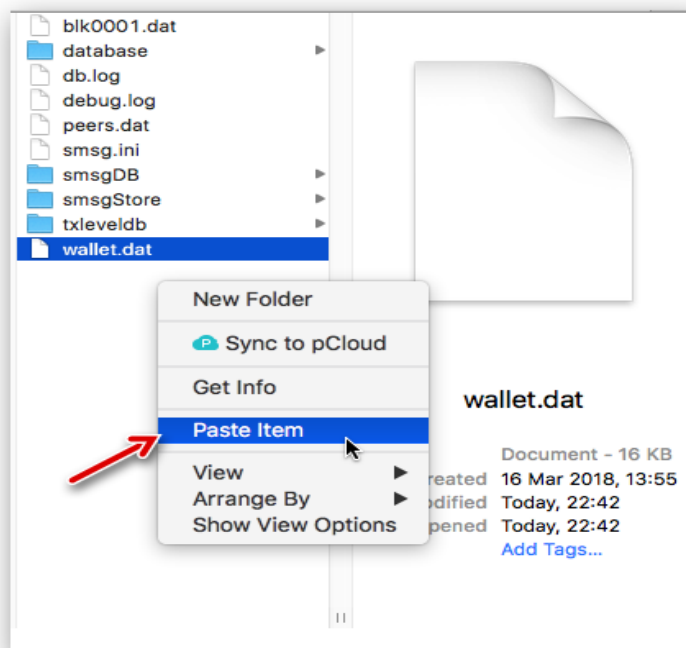 blk0001.dat
database
db.log
debug.log
peers.dat
smsg.ini
smsgDB
smsgStore
txleveldb
wallet.dat
New Folder
P Sync to pCloud
Get Info
Paste Item
View
Arrange By
Show View Options
wallet.dat
Document - 16 KB
reated 16 Mar 2018, 13:55
odified Today, 22:42
pened Today, 22:42
Add Tags...